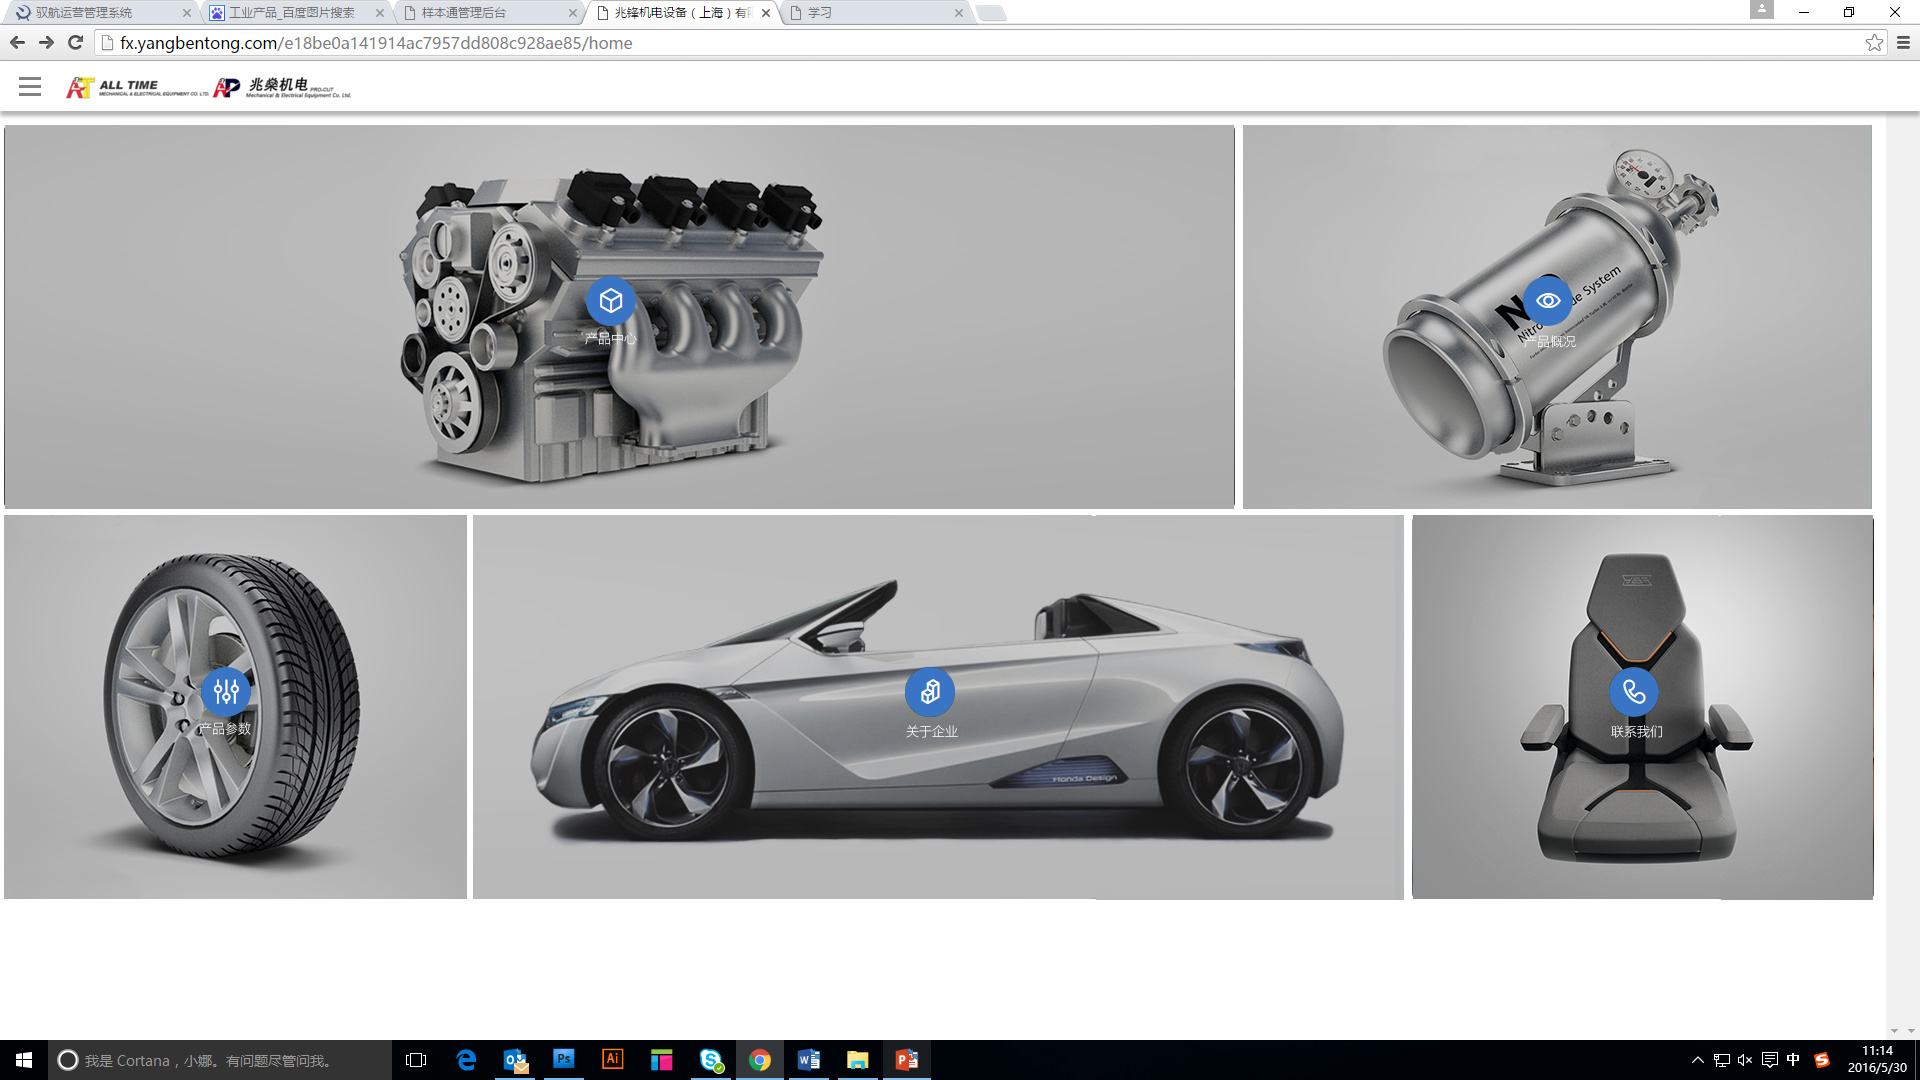 驭航运营管理系统
工业产品_百度图片搜索
样本通管理后台
兆锋机电设备（上海）有
学习
fx.yangbentong.com/e18be0a141914ac7957dd808c928ae85/home
AT ALL TIME
MECHANICAL & ELECTRICAL EQUIPMENT CO. LTD.
AP 兆燊机电 PRO-CUT
Mechanical & Electrical Equipment Co. Ltd.
产品中心
de System
Nitro
产品概况
产品参数
关于企业
Honda Design
联系我们
我是 Cortana，小娜。有问题尽管问我。
Ps
Ai
中
11:14
2016/5/30